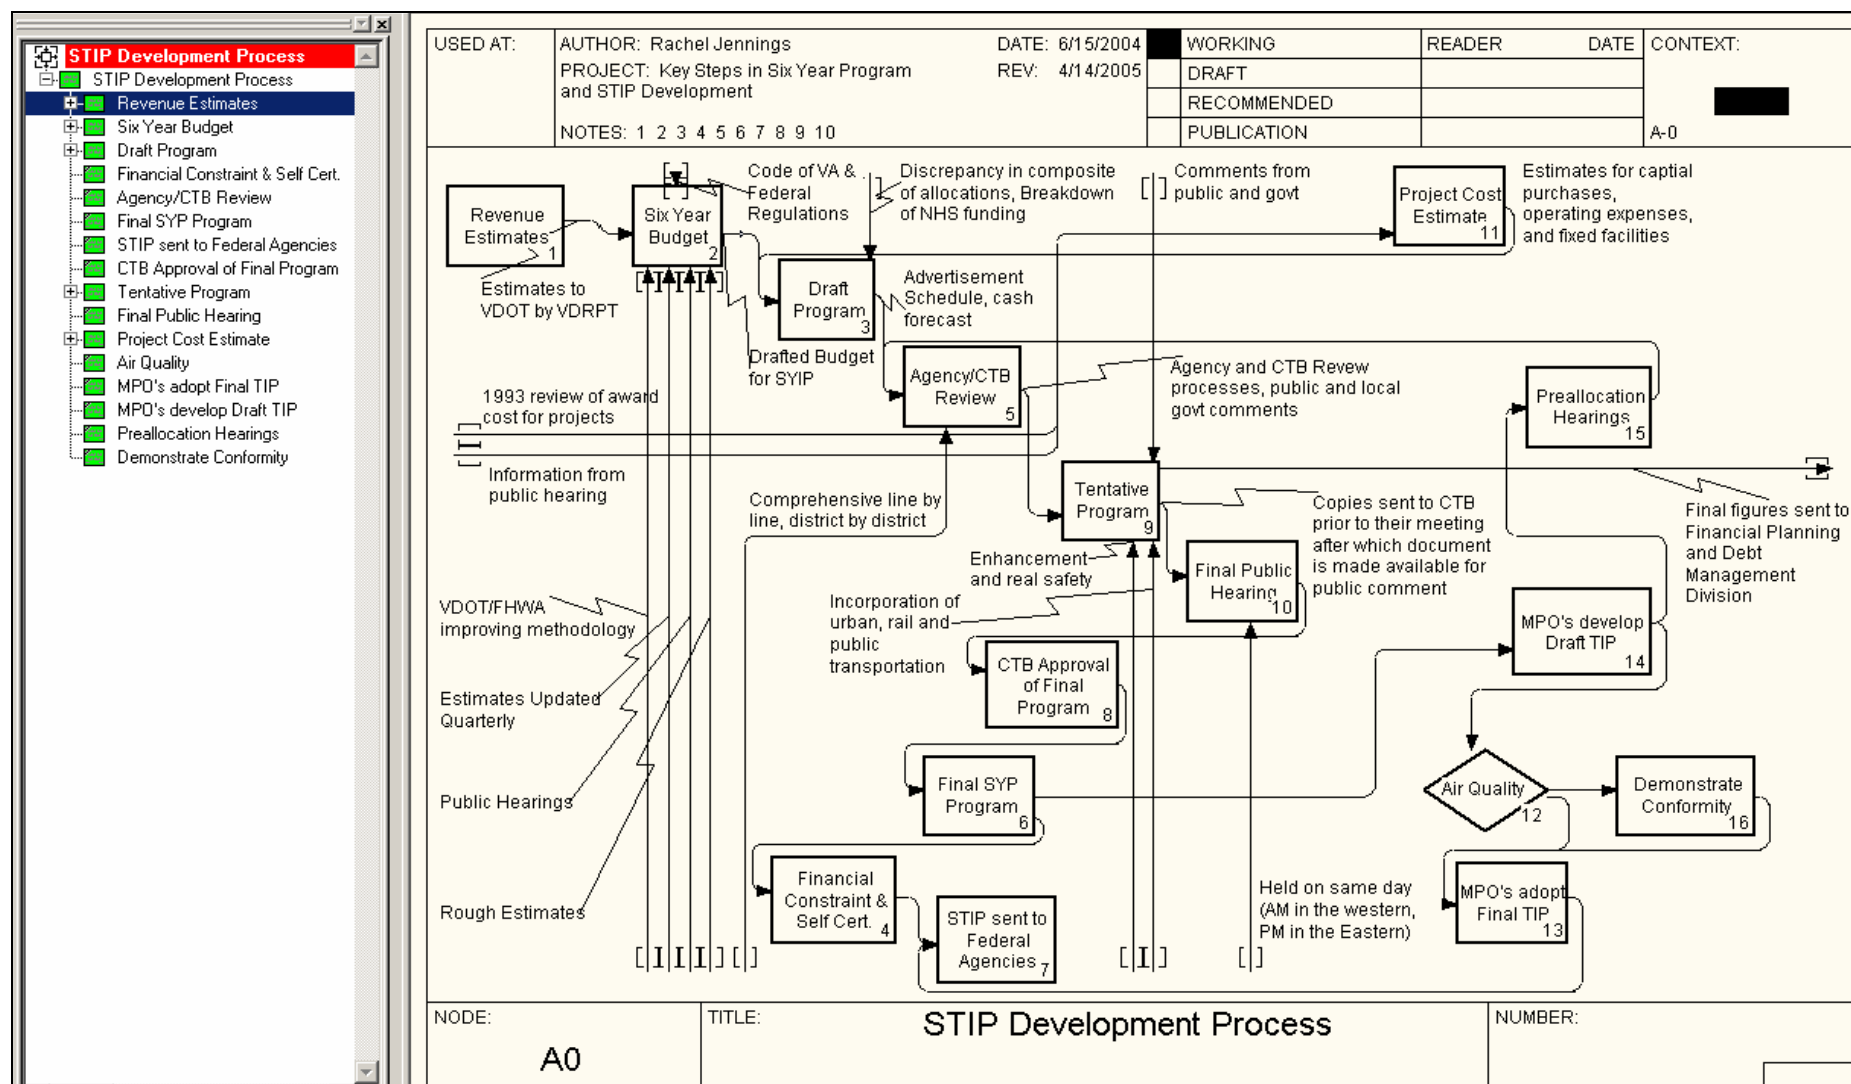 STIP Development Process
STIP Development Process
Revenue Estimates
Six Year Budget
Draft Program
Financial Constraint & Self Cert.
Agency/CTB Review
Final SYP Program
STIP sent to Federal Agencies
CTB Approval of Final Program
Tentative Program
Final Public Hearing
Project Cost Estimate
Air Quality
MPO's adopt Final TIP
MPO's develop Draft TIP
Preallocation Hearings
Demonstrate Conformity
USED AT:
AUTHOR: Rachel Jennings
DATE: 6/15/2004
PROJECT: Key Steps in Six Year Program
and STIP Development
REV: 4/14/2005
NOTES: 1 2 3 4 5 6 7 8 9 10
WORKING
DRAFT
RECOMMENDED
PUBLICATION
READER
DATE
CONTEXT:
A-0
Revenue
Estimates
1
Six Year
Budget
2
Code of VA &
Federal
Regulations
Discrepancy in composite
of allocations, Breakdown
of NHS funding
Comments from
public and govt
Project Cost
Estimate
11
Estimates for captial
purchases,
operating expenses,
and fixed facilities
Estimates to
VDOT by VDRPT
Draft
Program
3
Advertisement
Schedule, cash
forecast
Drafted Budget
for SYIP
Agency/CTB
Review
5
Agency and CTB Revew
processes, public and local
govt comments
Preallocation
Hearings
15
1993 review of award
cost for projects
Information from
public hearing
Comprehensive line by
line, district by district
Tentative
Program
9
Copies sent to CTB
prior to their meeting
after which document
is made available for
public comment
Final figures sent to
Financial Planning
and Debt
Management
Division
Enhancement
and real safety
Final Public
Hearing
10
Incorporation of
urban, rail and
public
transportation
VDOT/FHWA
improving methodology
CTB Approval
of Final
Program
8
MPO's develop
Draft TIP
14
Estimates Updated
Quarterly
Public Hearings
Final SYP
Program
6
Air Quality
12
Demonstrate
Conformity
16
Rough Estimates
Financial
Constraint &
Self Cert.
4
STIP sent to
Federal
Agencies
7
Held on same day
(AM in the western,
PM in the Eastern)
MPO's adopt
Final TIP
13
NODE:
A0
TITLE:
STIP Development Process
NUMBER: